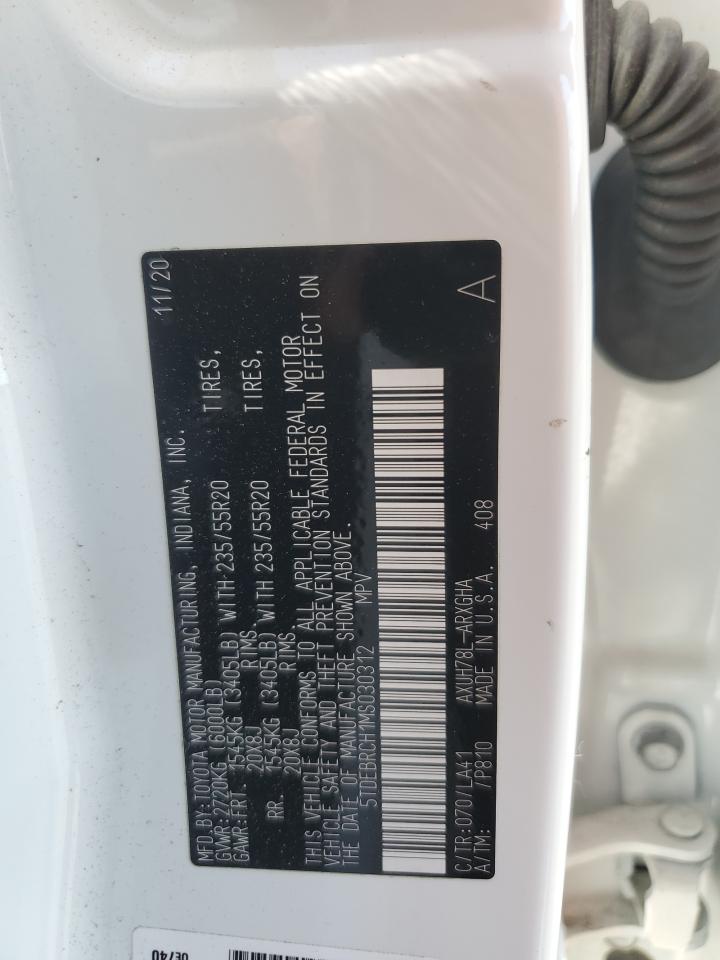 MFD.BY:TOYOTA MOTOR MANUFACTURING, INDIANA, INC. 11/20
GVWR:2720KG (6000LB)
GAWR:FRT. 1545KG (3405LB) WITH 235/55R20 TIRES,
20X8J RIMS
RR. 1545KG (3405LB) WITH 235/55R20 TIRES,
20X8J RIMS
THIS VEHICLE CONFORMS TO ALL APPLICABLE FEDERAL MOTOR
VEHICLE SAFETY AND THEFT PREVENTION STANDARDS IN EFFECT ON
THE DATE OF MANUFACTURE SHOWN ABOVE.
5TDEBRCH1MS030312 MPV
C/TR:070/LA41 AXUH78L-ARXGHA
A/TM: /P810 MADE IN U.S.A. 408 A
0E740